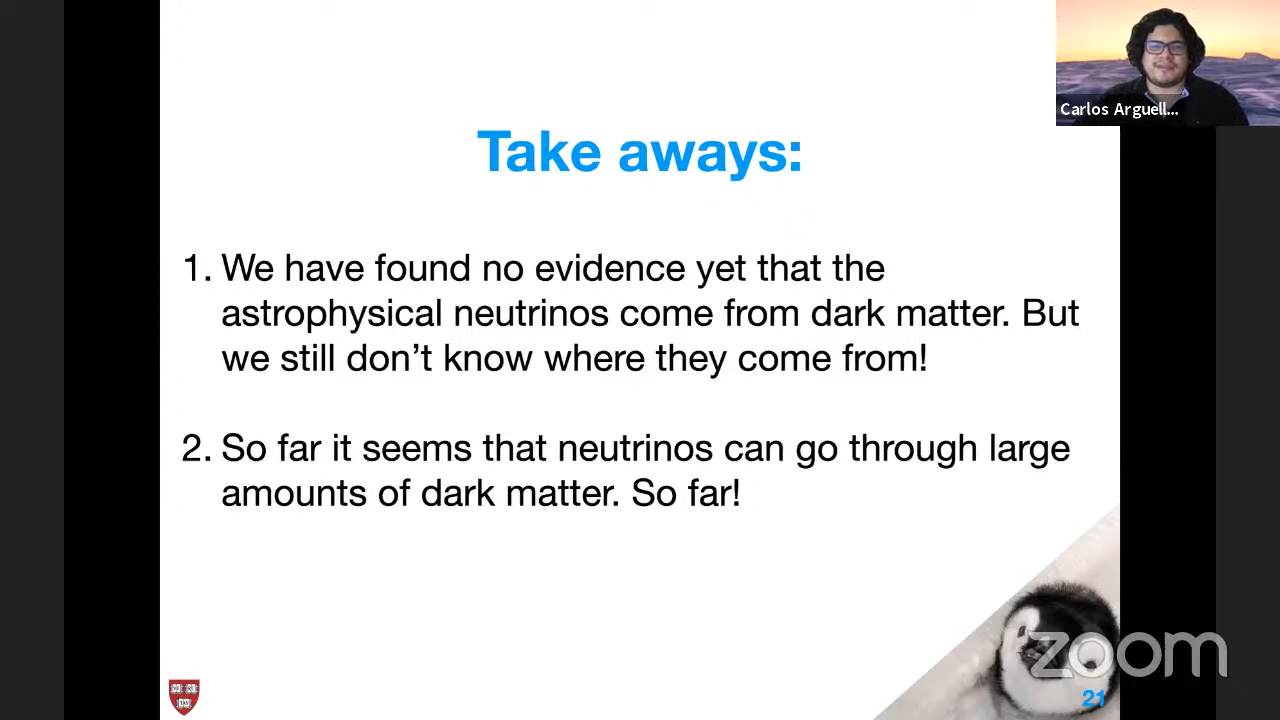 Carlos Arguell...
Take aways:
1. We have found no evidence yet that the
astrophysical neutrinos come from dark matter. But
we still don’t know where they come from!
2. So far it seems that neutrinos can go through large
amounts of dark matter. So far!
zoom
21